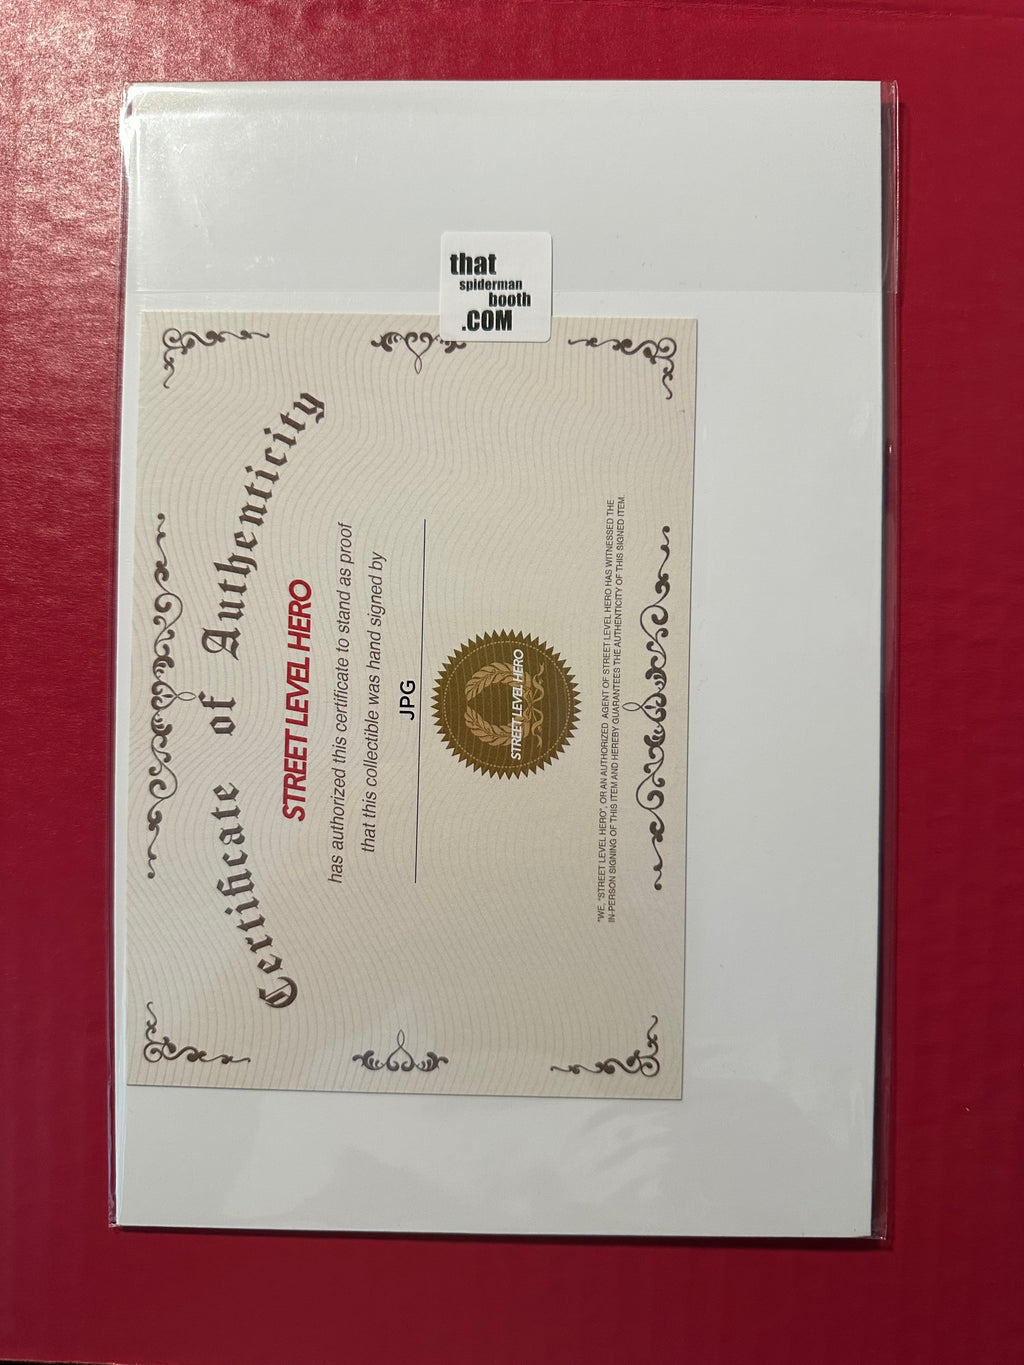 that
spiderman
booth
.COM
Certificate of Authenticity
STREET LEVEL HERO
has authorized this certificate to stand as proof
that this collectible was hand signed by
JPG
STREET LEVEL HERO
"WE, "STREET LEVEL HERO", OR AN AUTHORIZED AGENT OF STREET LEVEL HERO HAS WITNESSED THE
IN-PERSON SIGNING OF THIS ITEM AND HEREBY GUARANTEES THE AUTHENTICITY OF THIS SIGNED ITEM.